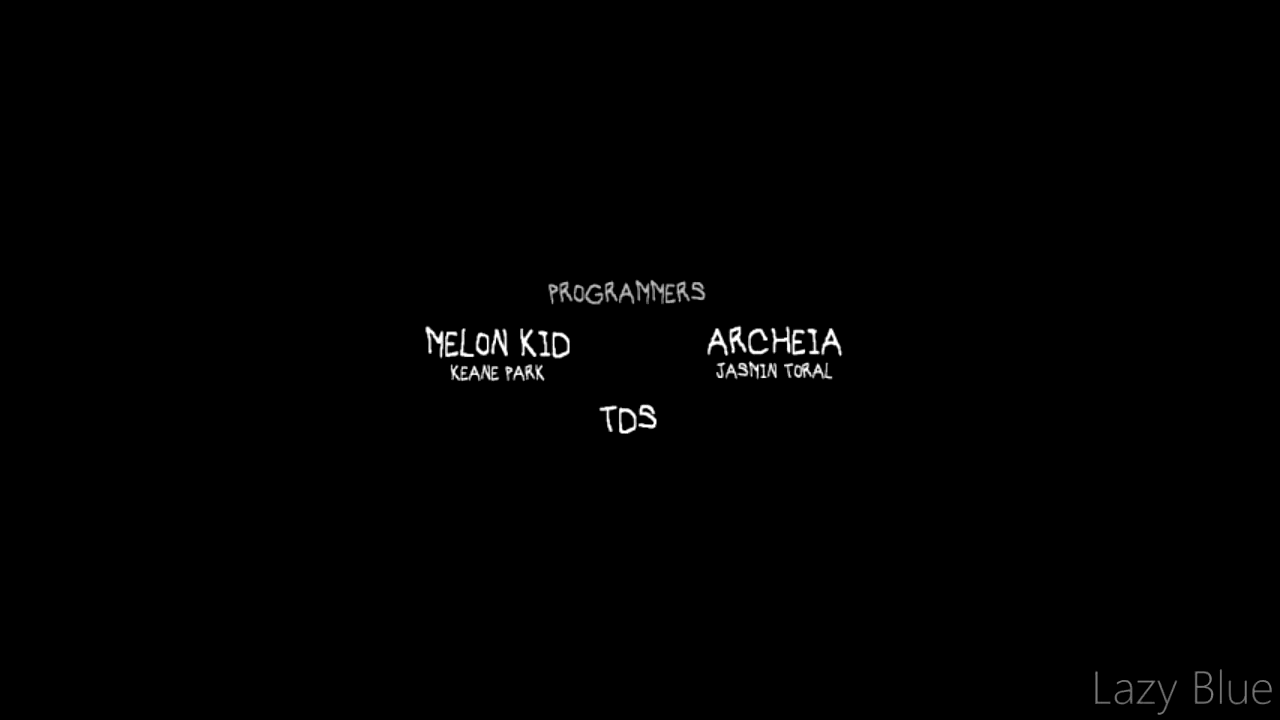 PROGRAMMERS
MELON KID ARCHEIA
KEANE PARK JASMIN TORAL
TDS
Lazy Blue